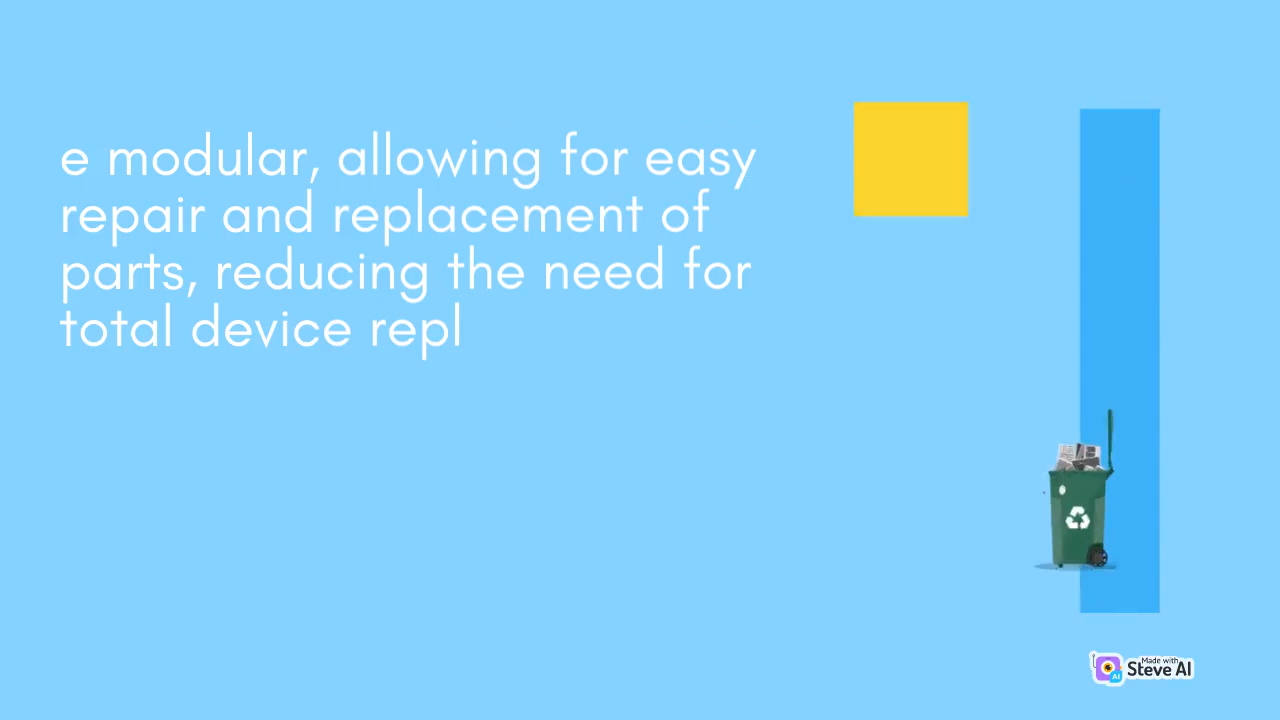 e modular, allowing for easy
repair and replacement of
parts, reducing the need for
total device repl
Made with
Steve AI
AI